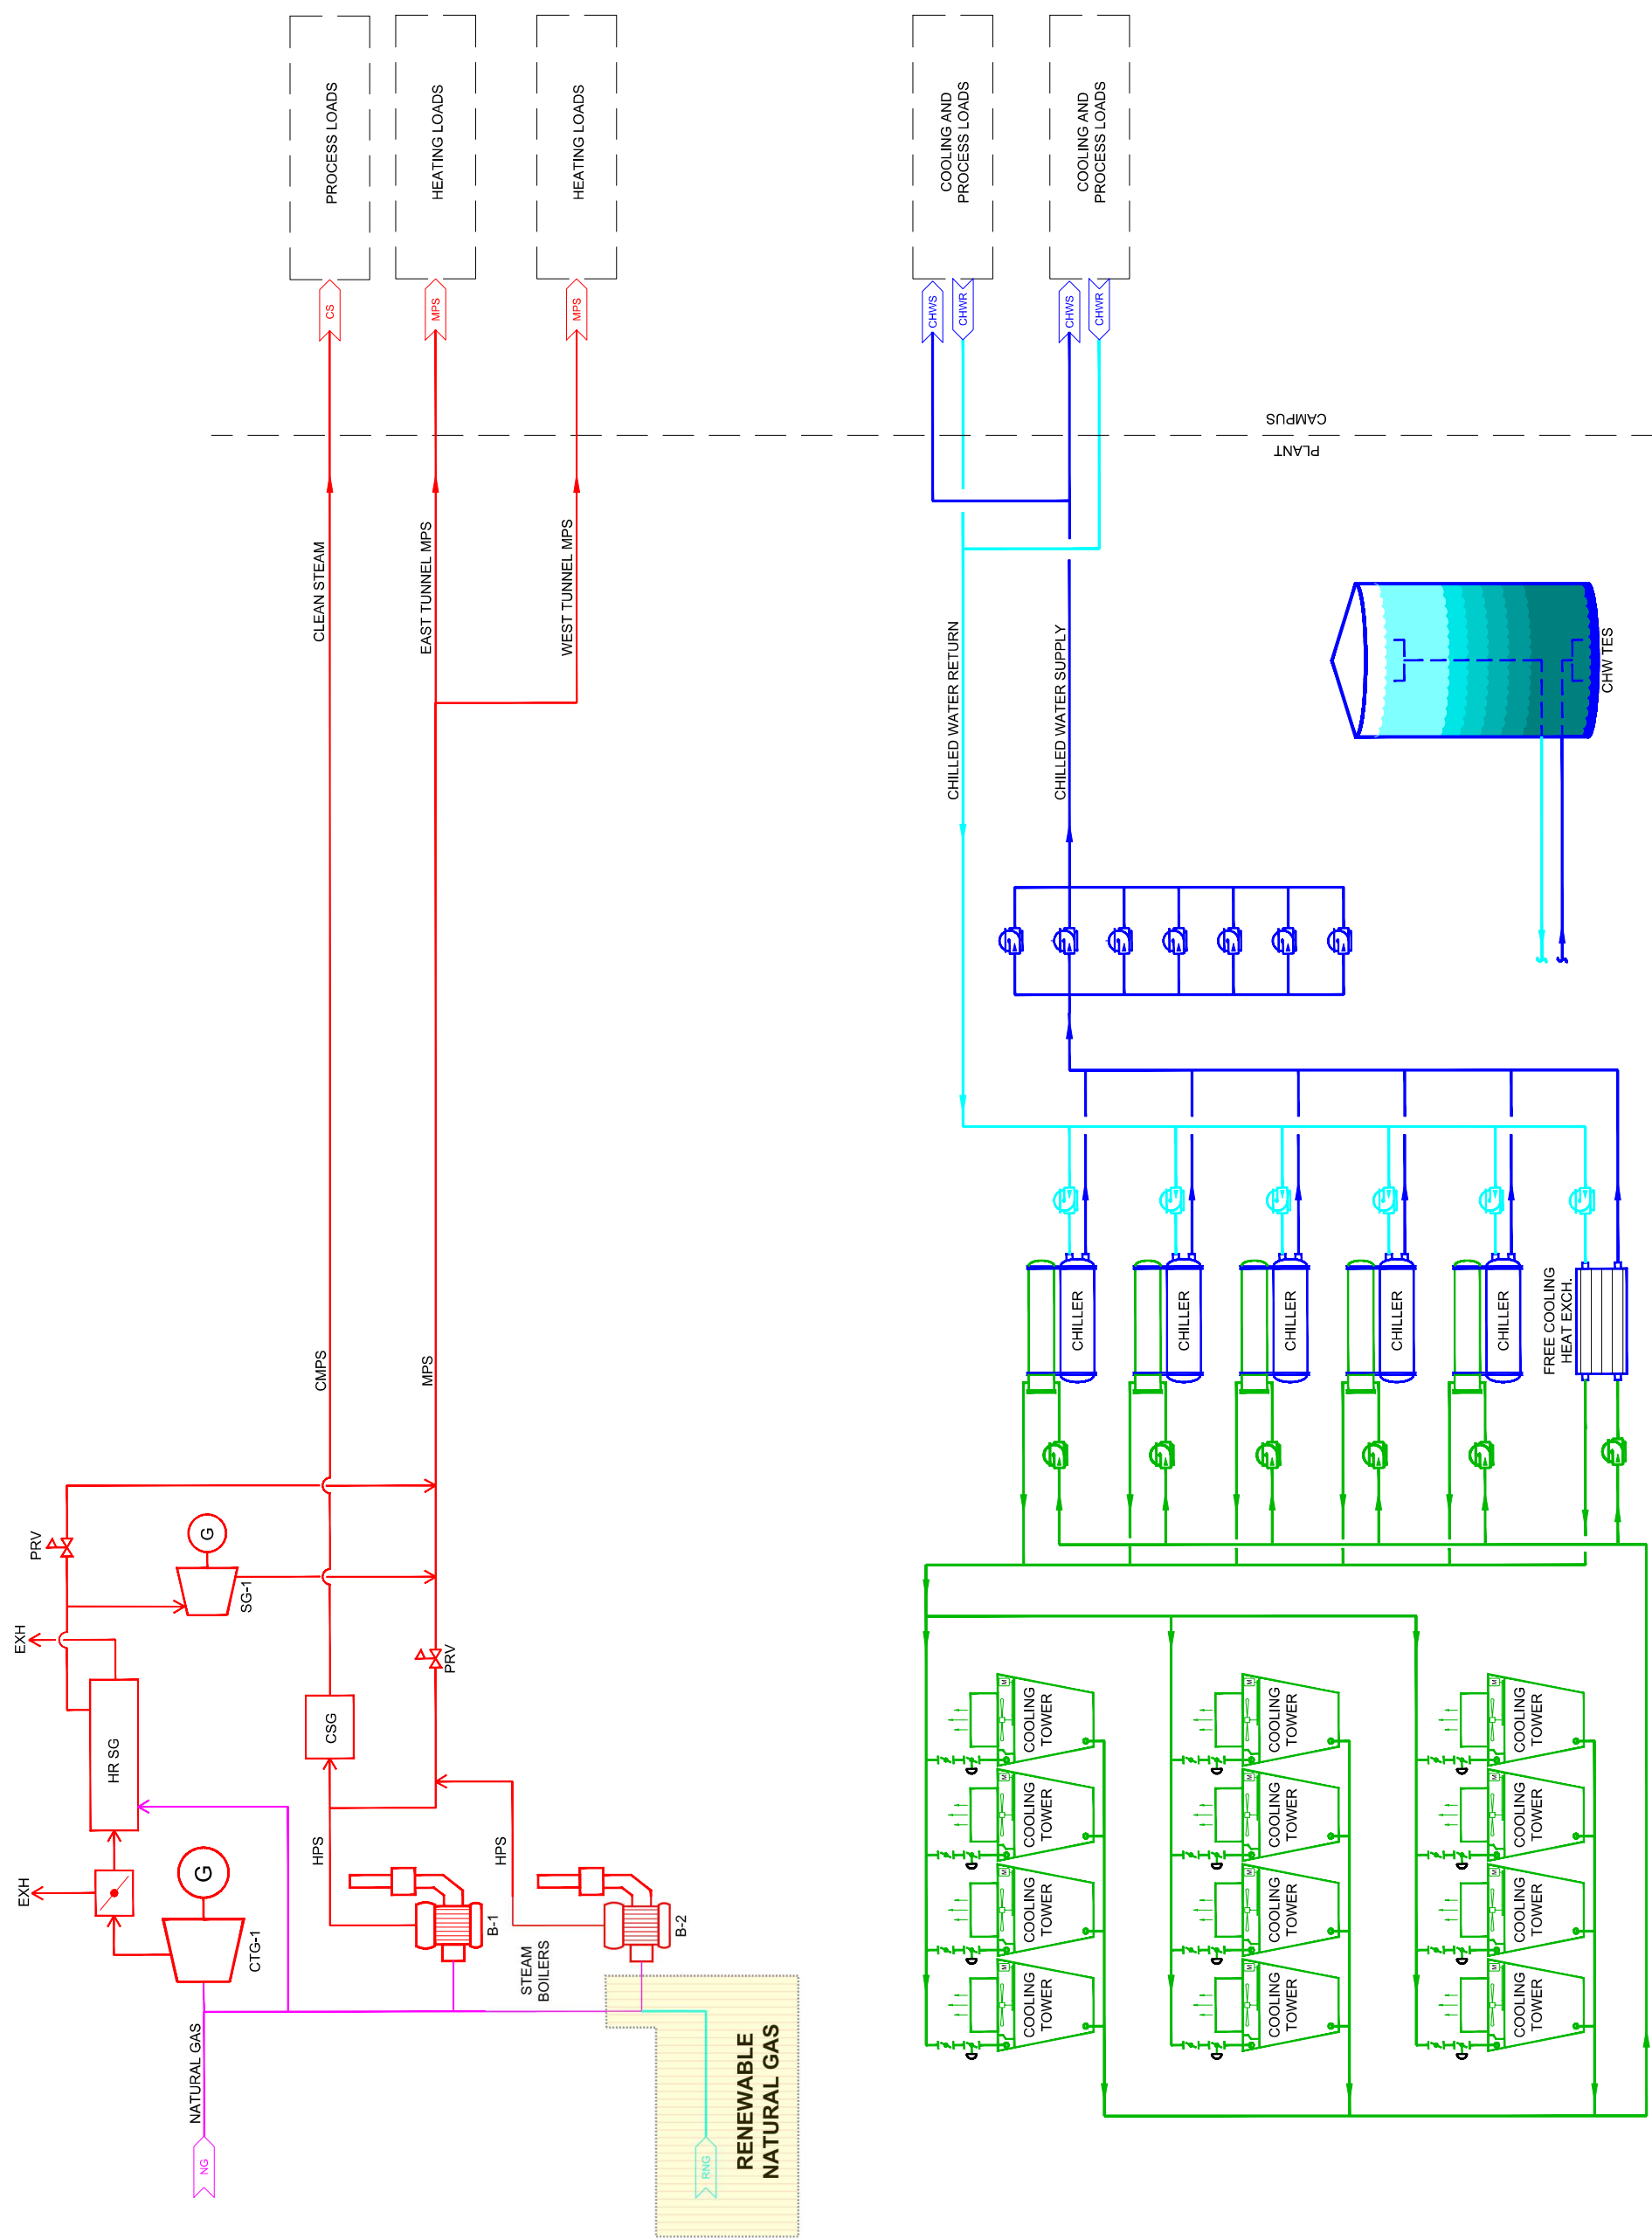 EXH
EXH
PRV
HR SG
CTG-1
G
G
SG-1
NATURAL GAS
NG
HPS
CSG
CMPS
CLEAN STEAM
CS
PROCESS LOADS
PRV
MPS
EAST TUNNEL MPS
MPS
HEATING LOADS
B-1
HPS
STEAM
BOILERS
WEST TUNNEL MPS
MPS
HEATING LOADS
B-2
RNG
RENEWABLE
NATURAL GAS
CHWS
CHWR
COOLING AND
PROCESS LOADS
CHILLED WATER RETURN
CHILLED WATER SUPPLY
CHWS
CHWR
COOLING AND
PROCESS LOADS
M
M
M
M
COOLING
TOWER
COOLING
TOWER
COOLING
TOWER
COOLING
TOWER
CHILLER
CHILLER
M
M
M
M
COOLING
TOWER
COOLING
TOWER
COOLING
TOWER
COOLING
TOWER
CHILLER
PLANT
CAMPUS
CHILLER
M
M
M
M
COOLING
TOWER
COOLING
TOWER
COOLING
TOWER
COOLING
TOWER
CHILLER
FREE COOLING
HEAT EXCH.
CHW TES